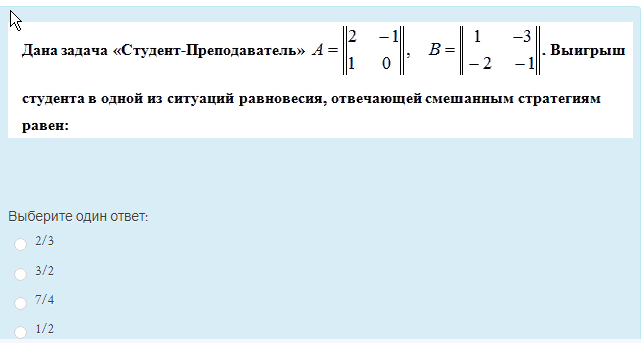 Дана задача «Студент-Преподаватель» A = ||2 -1||, B = ||1 -3||. Выигрыш
||1 0|| ||-2 -1||
студента в одной из ситуаций равновесия, отвечающей смешанным стратегиям
равен:
Выберите один ответ:
2/3
3/2
7/4
1/2